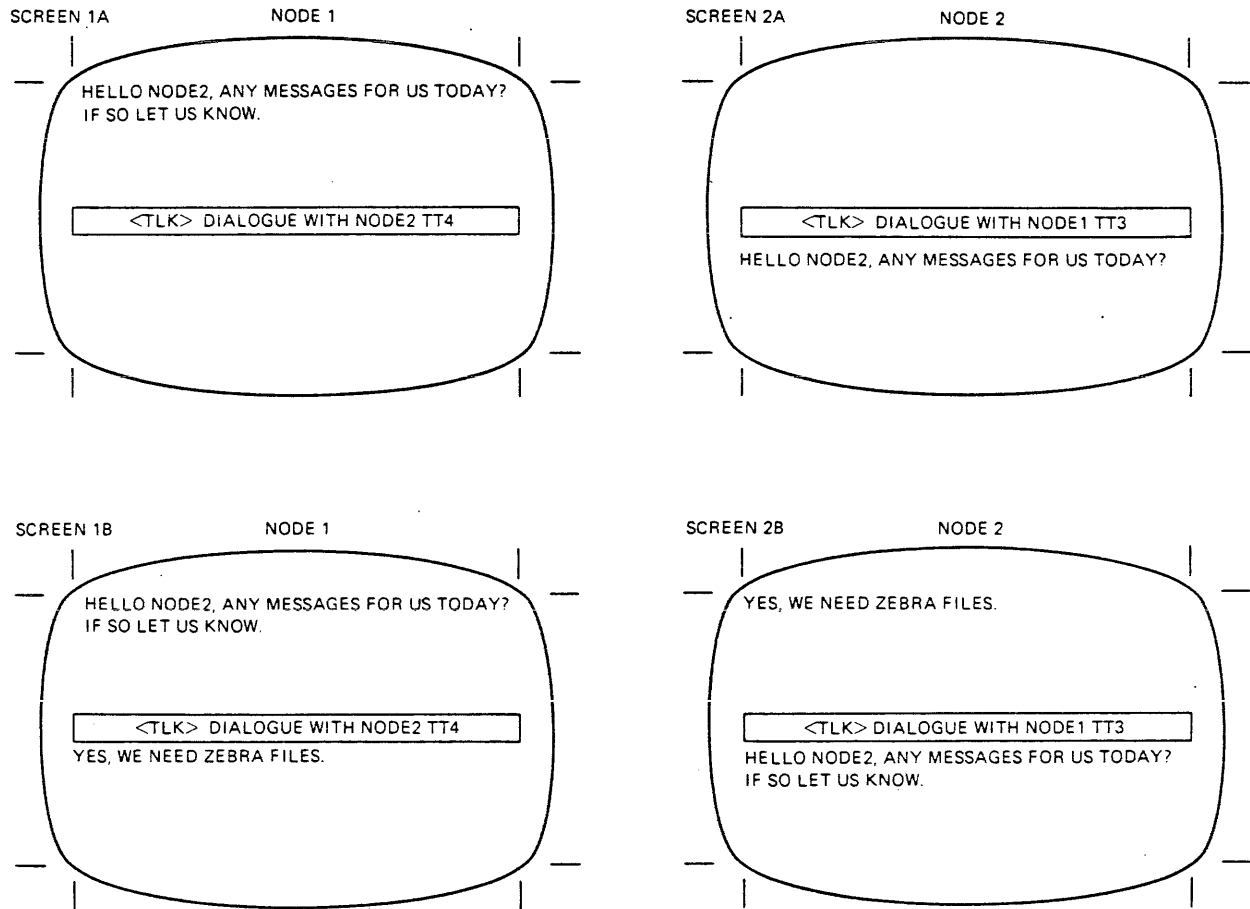 SCREEN 1A NODE 1
HELLO NODE2, ANY MESSAGES FOR US TODAY?
IF SO LET US KNOW.
<TLK> DIALOGUE WITH NODE2 TT4
SCREEN 2A NODE 2
<TLK> DIALOGUE WITH NODE1 TT3
HELLO NODE2, ANY MESSAGES FOR US TODAY?
SCREEN 1B NODE 1
HELLO NODE2, ANY MESSAGES FOR US TODAY?
IF SO LET US KNOW.
<TLK> DIALOGUE WITH NODE2 TT4
YES, WE NEED ZEBRA FILES.
SCREEN 2B NODE 2
YES, WE NEED ZEBRA FILES.
<TLK> DIALOGUE WITH NODE1 TT3
HELLO NODE2, ANY MESSAGES FOR US TODAY?
IF SO LET US KNOW.